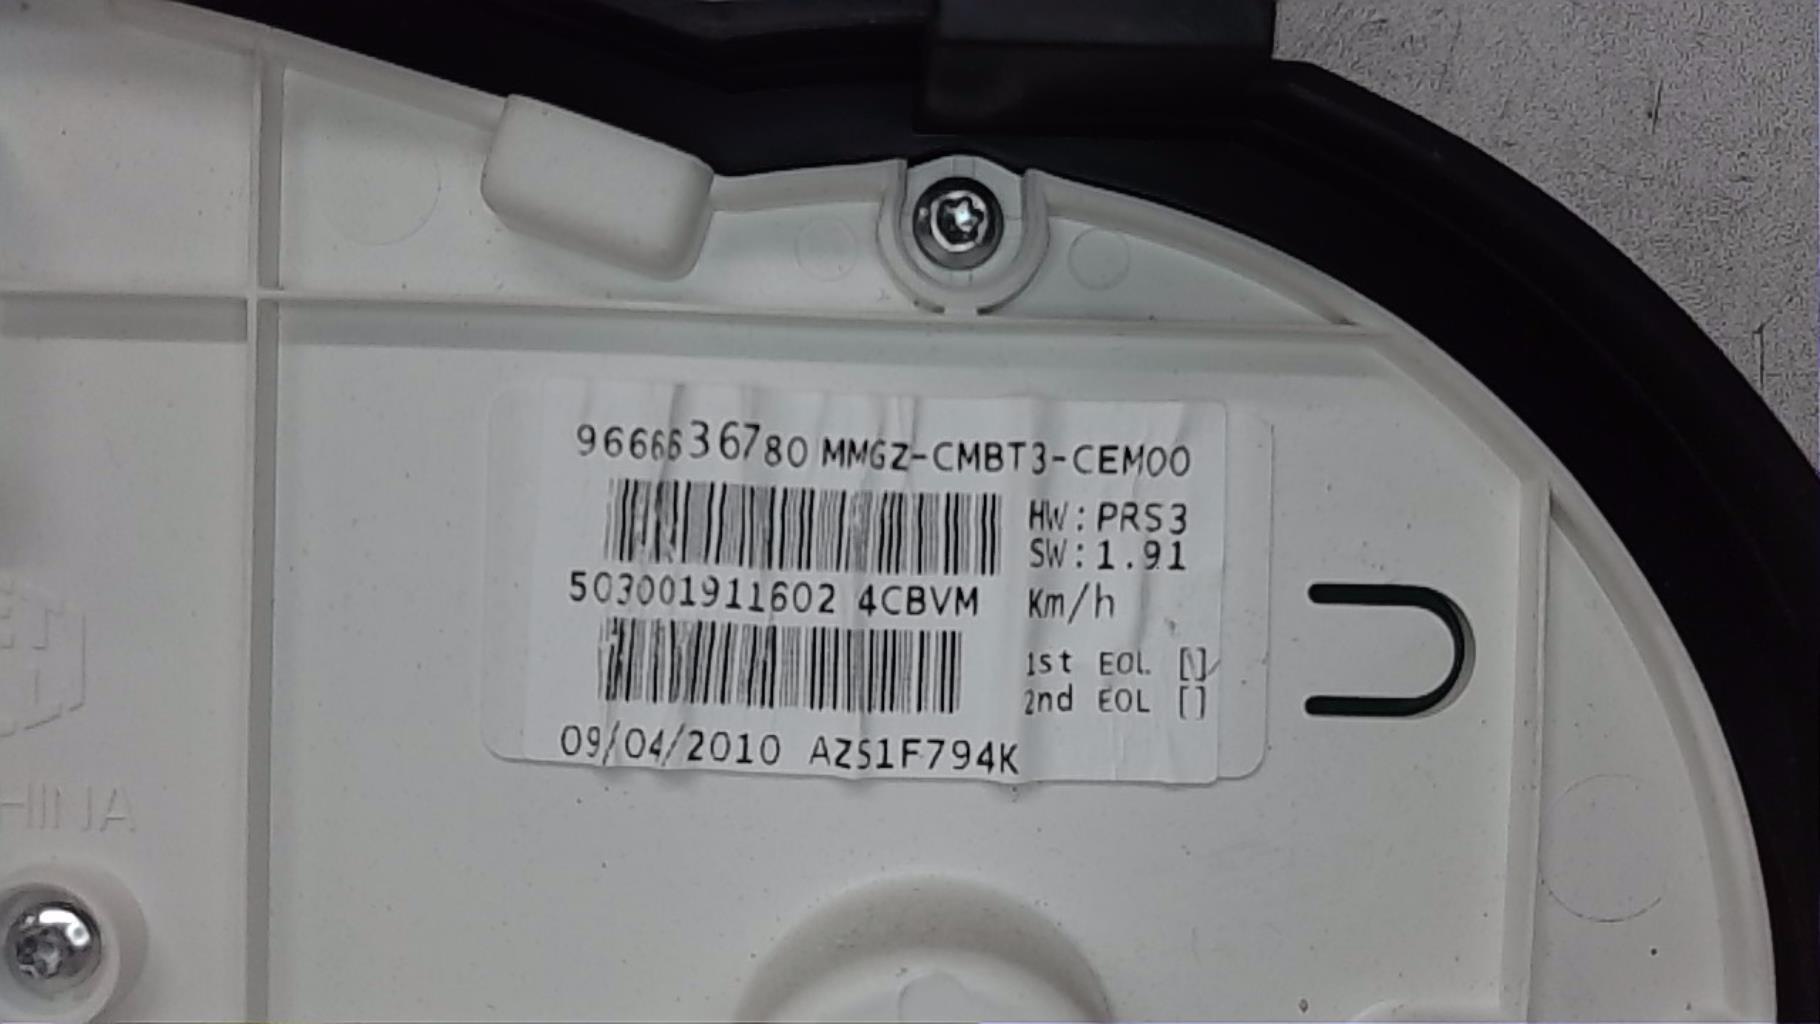 9666636780 MMGZ-CMBT3-CEM00
HW: PRS3
SW: 1.91
503001911602 4CBVM Km/h
1st EOL [\]
2nd EOL []
09/04/2010 AZS1F794K
HINA